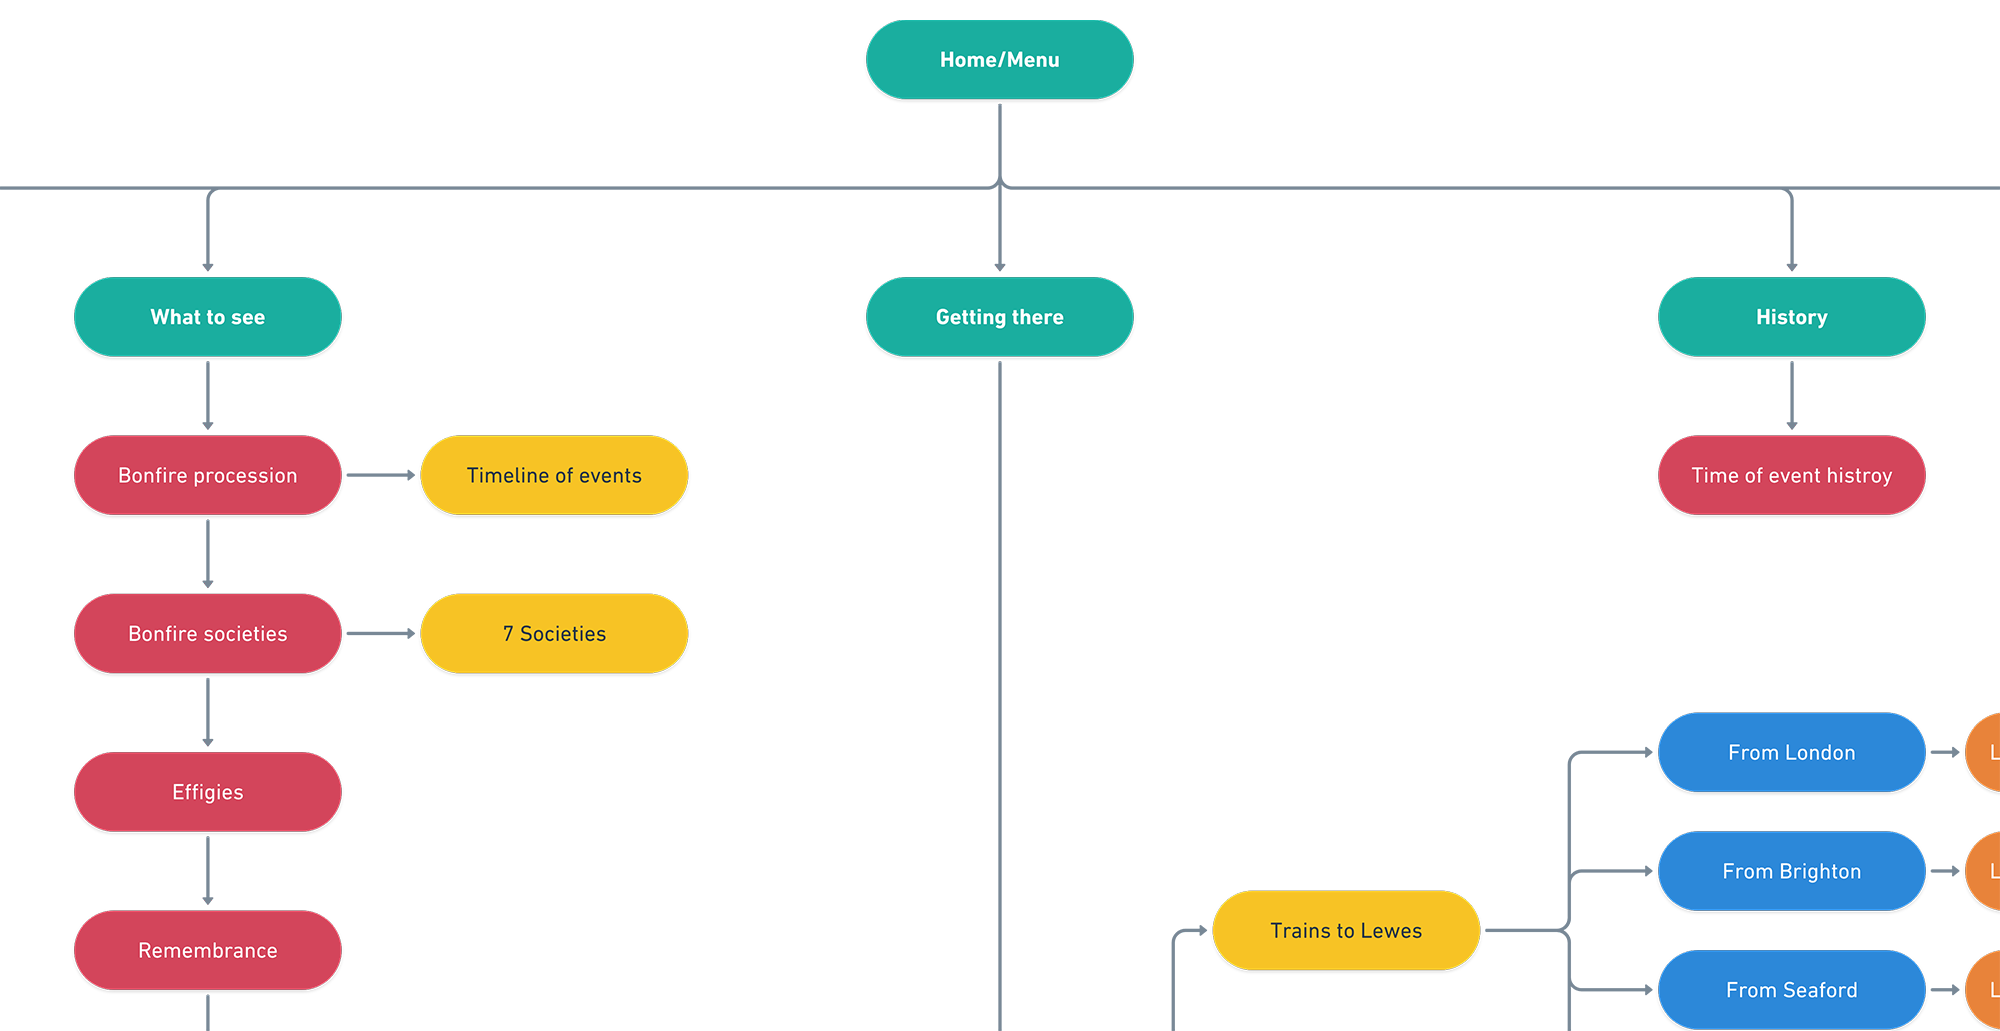 Home/Menu
What to see
Getting there
History
Bonfire procession
Timeline of events
Time of event histroy
Bonfire societies
7 Societies
From London
L
Effigies
From Brighton
L
Trains to Lewes
Remembrance
From Seaford
L